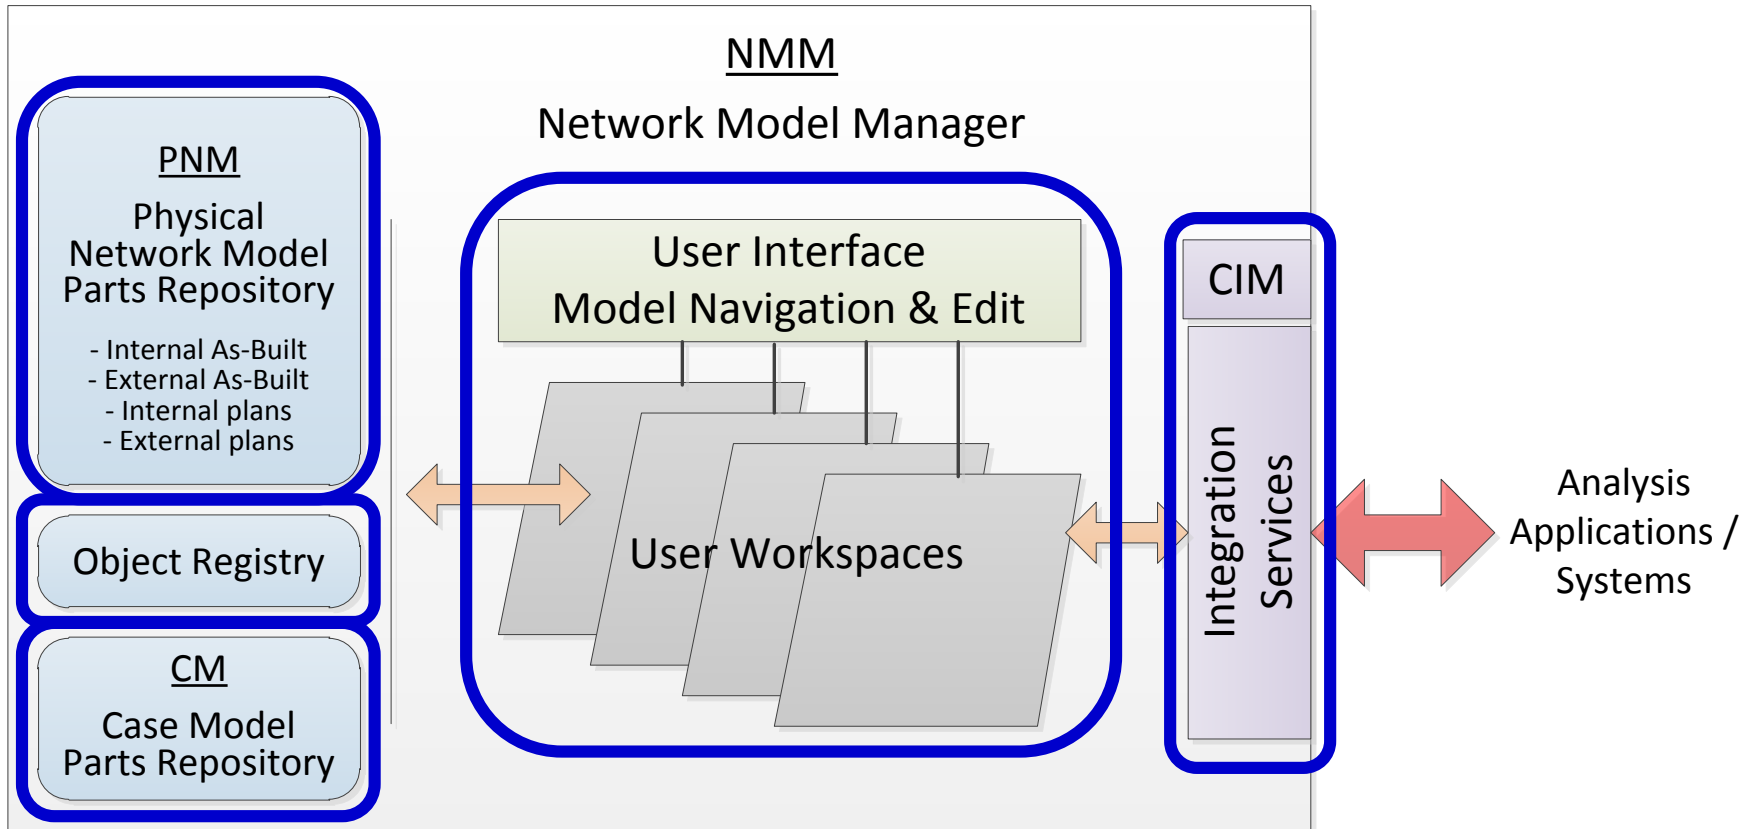 NMM
Network Model Manager
PNM
Physical
Network Model
Parts Repository
- Internal As-Built
- External As-Built
- Internal plans
- External plans
Object Registry
CM
Case Model
Parts Repository
User Interface
Model Navigation & Edit
User Workspaces
CIM
Integration
Services
Analysis
Applications /
Systems